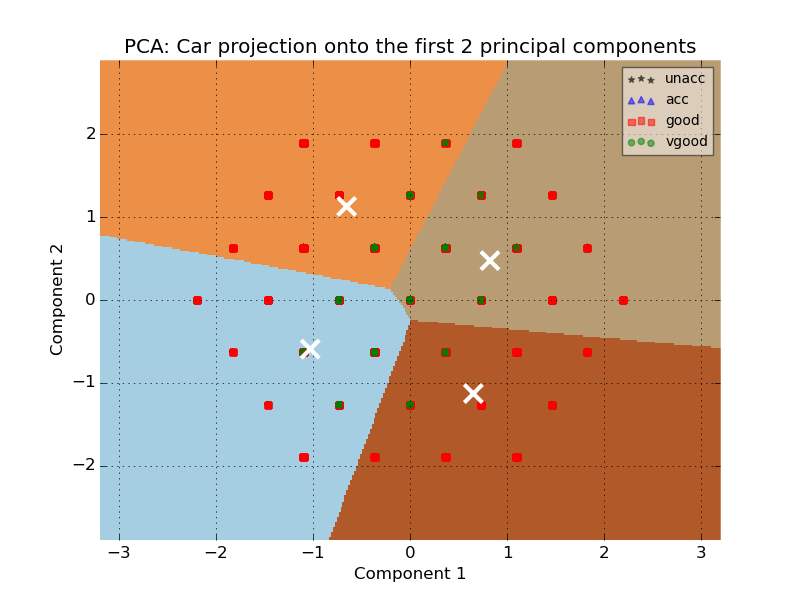 PCA: Car projection onto the first 2 principal components
unacc
acc
good
vgood
Component 2
2
1
0
−1
−2
−3 −2 −1 0 1 2 3
Component 1